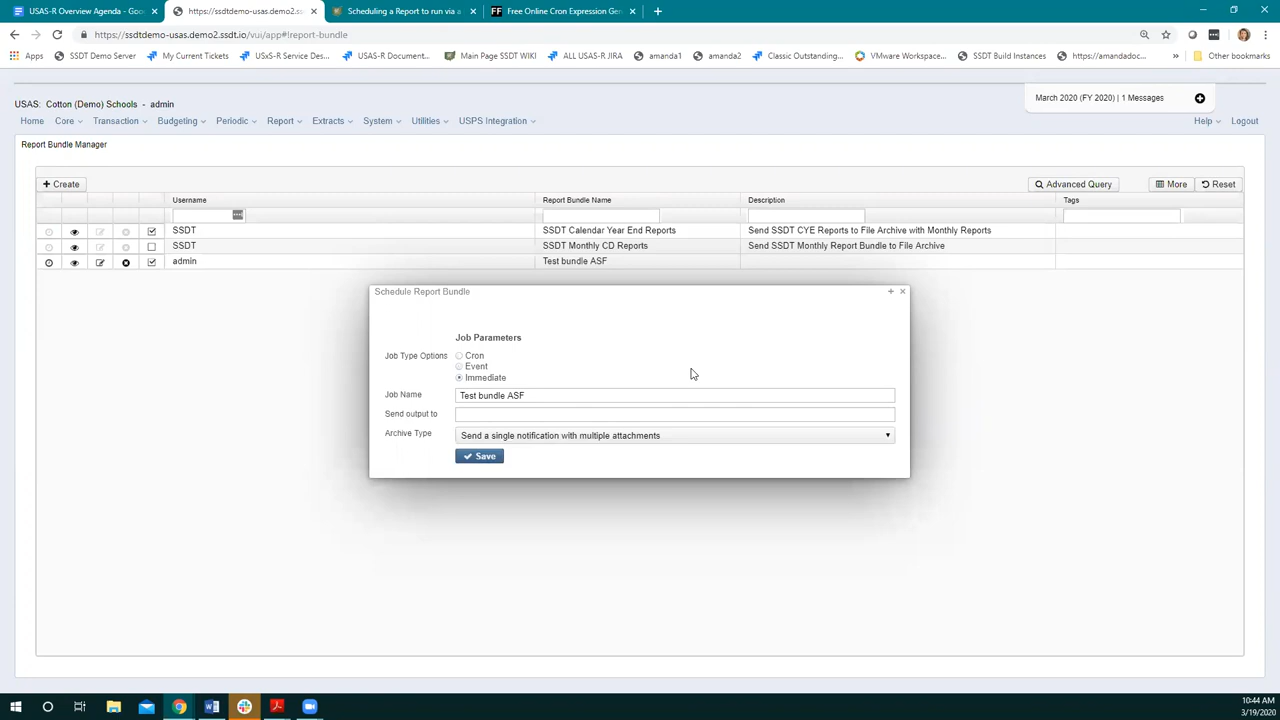 USAS-R Overview Agenda - Goo
https://ssdtdemo-usas.demo2.ssdt
Scheduling a Report to run via a
FF Free Online Cron Expression Gen
https://ssdtdemo-usas.demo2.ssdt.io/vui/app#!report-bundle
Apps SSDT Demo Server My Current Tickets UXxS-R Service Des... USAS-R Document... Main Page SSDT WIKI ALL USAS-R JIRA amanda1 amanda2 Classic Outstanding... VMware Workspace... SSDT Build Instances https://amandadoc... » Other bookmarks
USAS: Cotton (Demo) Schools - admin
March 2020 (FY 2020) | 1 Messages
Home Core Transaction Budgeting Periodic Report Extracts System Utilities USPS Integration Help Logout
Report Bundle Manager
Create Advanced Query More Reset
Username Report Bundle Name Description Tags
SSDT SSDT Calendar Year End Reports Send SSDT CYE Reports to File Archive with Monthly Reports
SSDT SSDT Monthly CD Reports Send SSDT Monthly Report Bundle to File Archive
admin Test bundle ASF
Schedule Report Bundle
Job Parameters
Job Type Options Cron
Event
Immediate
Job Name Test bundle ASF
Send output to
Archive Type Send a single notification with multiple attachments
Save
10:44 AM
3/19/2020